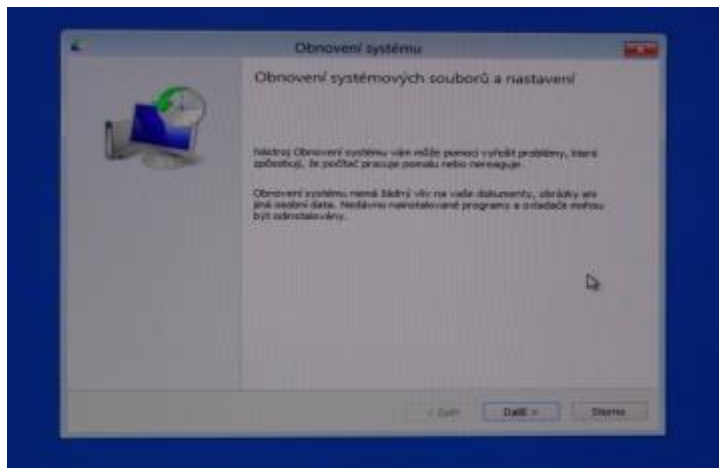 Obnovení systému
Obnovení systémových souborů a nastavení
Nástroj Obnovení systému vám může pomoci vyřešit problémy, které
způsobují, že počítač pracuje pomalu nebo nereaguje.
Obnovení systému nemá žádný vliv na vaše dokumenty, obrázky ani
jiná osobní data. Nedávno nainstalované programy a ovladače mohou
být odinstalovány.
< Zpět
Další >
Storno